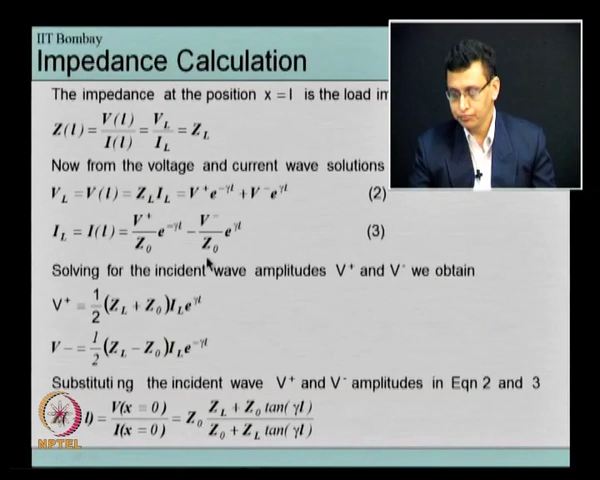 IIT Bombay
Impedance Calculation
The impedance at the position x = l is the load
Z(l) = V(l) / I(l) = V_L / I_L = Z_L
Now from the voltage and current wave solutions
V_L = V(l) = Z_L I_L = V⁺e^{-γl} + V⁻e^{γl} (2)
I_L = I(l) = V⁺/Z_0 e^{-γl} − V⁻/Z_0 e^{γl} (3)
Solving for the incident wave amplitudes V⁺ and V⁻ we obtain
V⁺ = 1/2 (Z_L + Z_0) I_L e^{γl}
V− = 1/2 (Z_L − Z_0) I_L e^{-γl}
Substituti ng the incident wave V⁺ and V⁻ amplitudes in Eqn 2 and 3
l) = V(x = 0) / I(x = 0) = Z_0 (Z_L + Z_0 tan( γl )) / (Z_0 + Z_L tan( γl ))
NPTEL